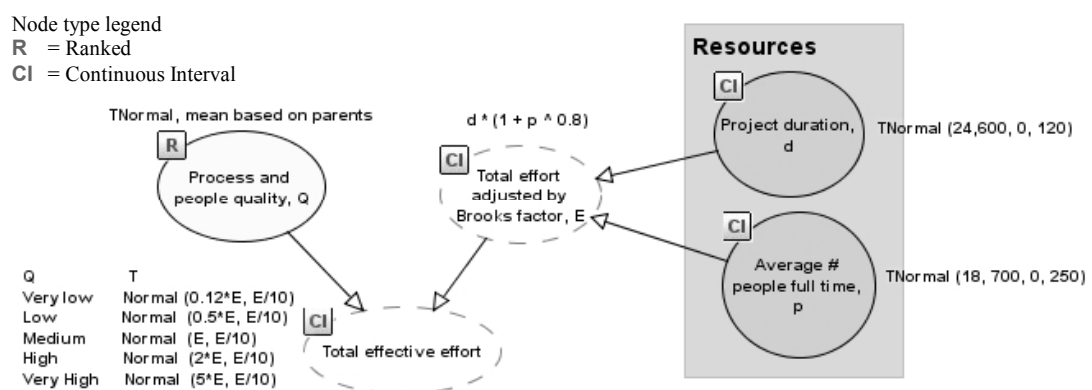 Node type legend
R = Ranked
CI = Continuous Interval
Resources
CI
Project duration,
d
TNormal (24,600, 0, 120)
TNormal, mean based on parents
R
Process and
people quality, Q
d * (1 + p ^ 0.8)
CI
Total effort
adjusted by
Brooks factor, E
CI
Average #
people full time,
p
TNormal (18, 700, 0, 250)
Q T
Very low Normal (0.12*E, E/10)
Low Normal (0.5*E, E/10)
Medium Normal (E, E/10)
High Normal (2*E, E/10)
Very High Normal (5*E, E/10)
CI
Total effective effort